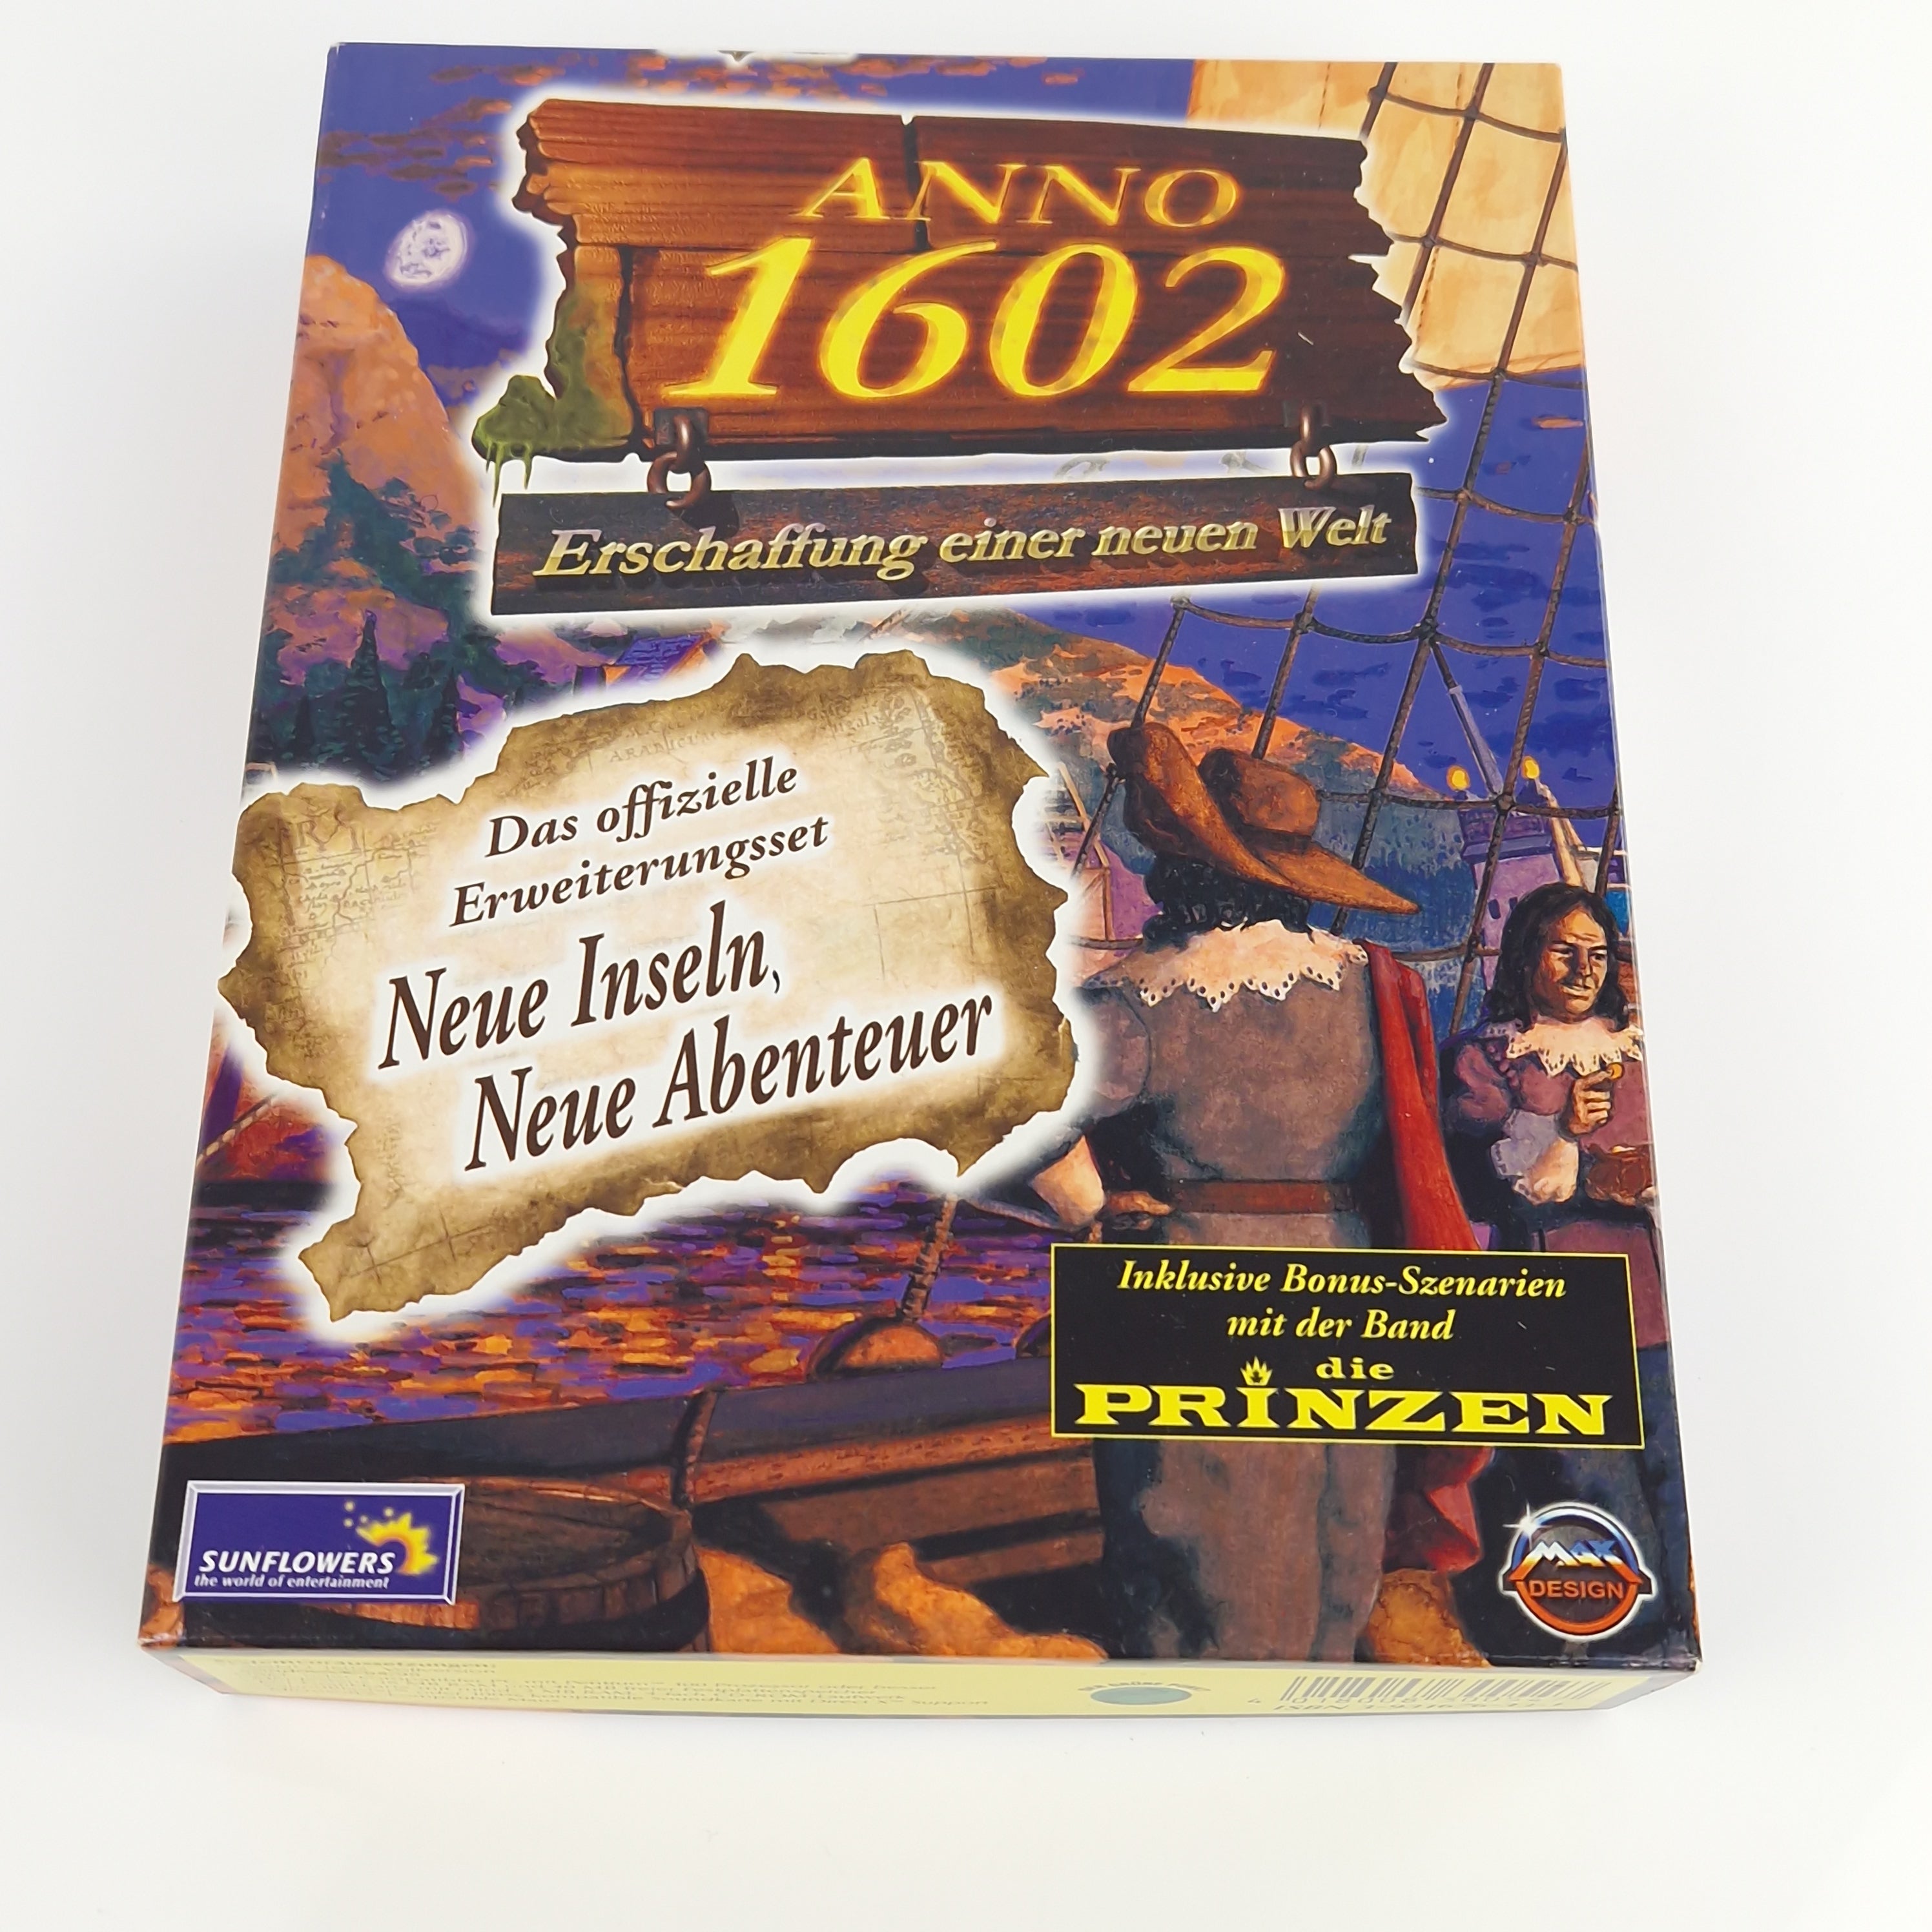 ANNO
1602
Erschaffung einer neuen Welt
Das offizielle
Erweiterungsset
Neue Inseln,
Neue Abenteuer
Inklusive Bonus-Szenarien
mit der Band
die
PRINZEN
SUNFLOWERS
the world of entertainment
MAK
DESIGN